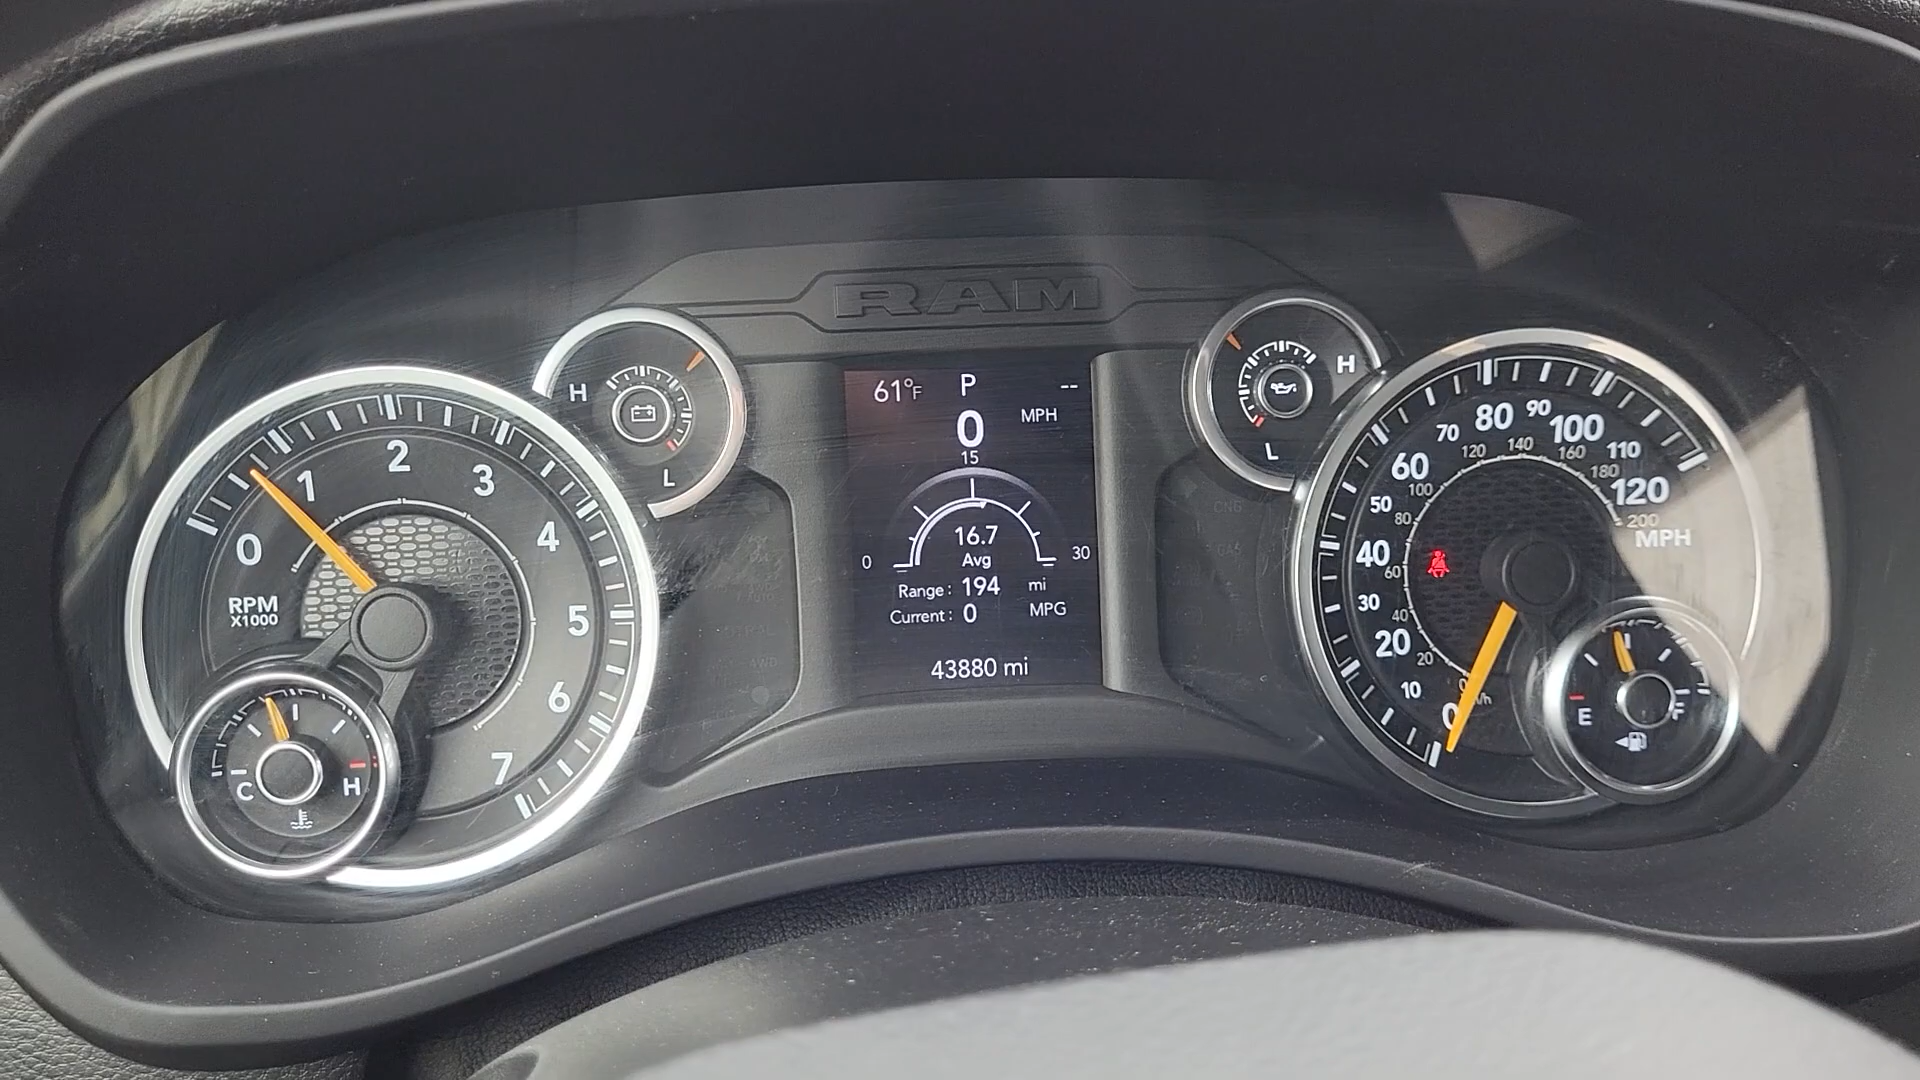 RAM
61°F P --
0 MPH
15
0 30
16.7
Avg
Range: 194 mi
Current: 0 MPG
43880 mi
0 1 2 3 4 5 6 7
RPM
X1000
H
L
C H
H
L
0 10 20 30 40 50 60 70 80 90 100 110 120
MPH
0 20 40 60 80 100 120 140 160 180 200
E F
4WD